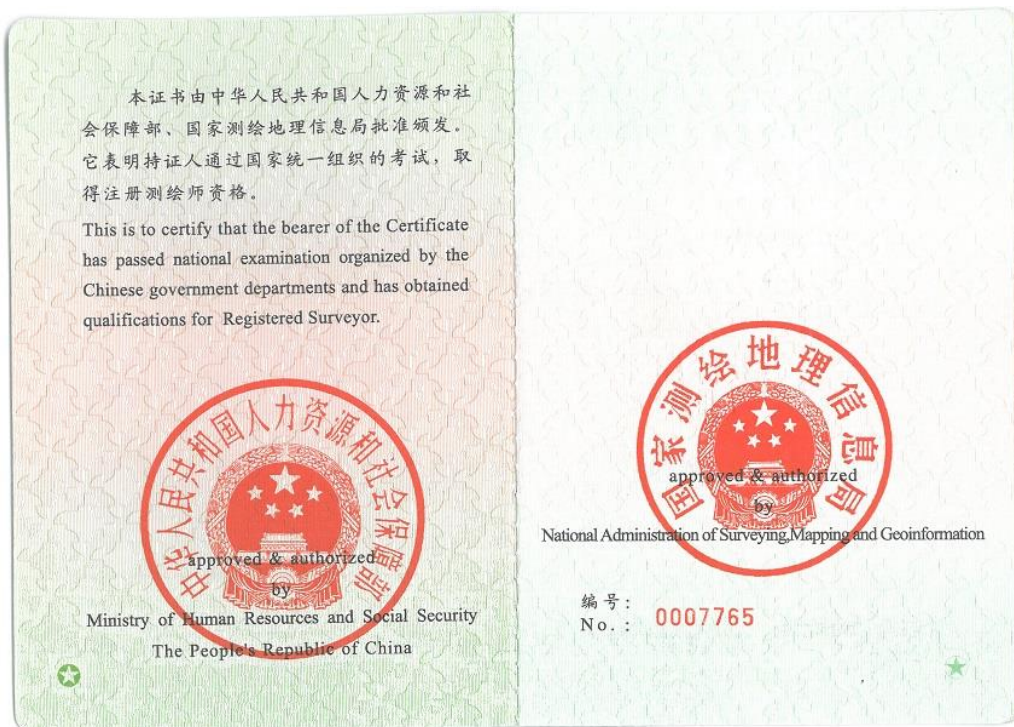 本证书由中华人民共和国人力资源和社
会保障部、国家测绘地理信息局批准颁发。
它表明持证人通过国家统一组织的考试，取
得注册测绘师资格。
This is to certify that the bearer of the Certificate
has passed national examination organized by the
Chinese government departments and has obtained
qualifications for Registered Surveyor.
中华人民共和国人力资源和社会保障部
approved & authorized
by
Ministry of Human Resources and Social Security
The People's Republic of China
国家测绘地理信息局
approved & authorized
by
National Administration of Surveying,Mapping and Geoinformation
编号：
No.： 0007765